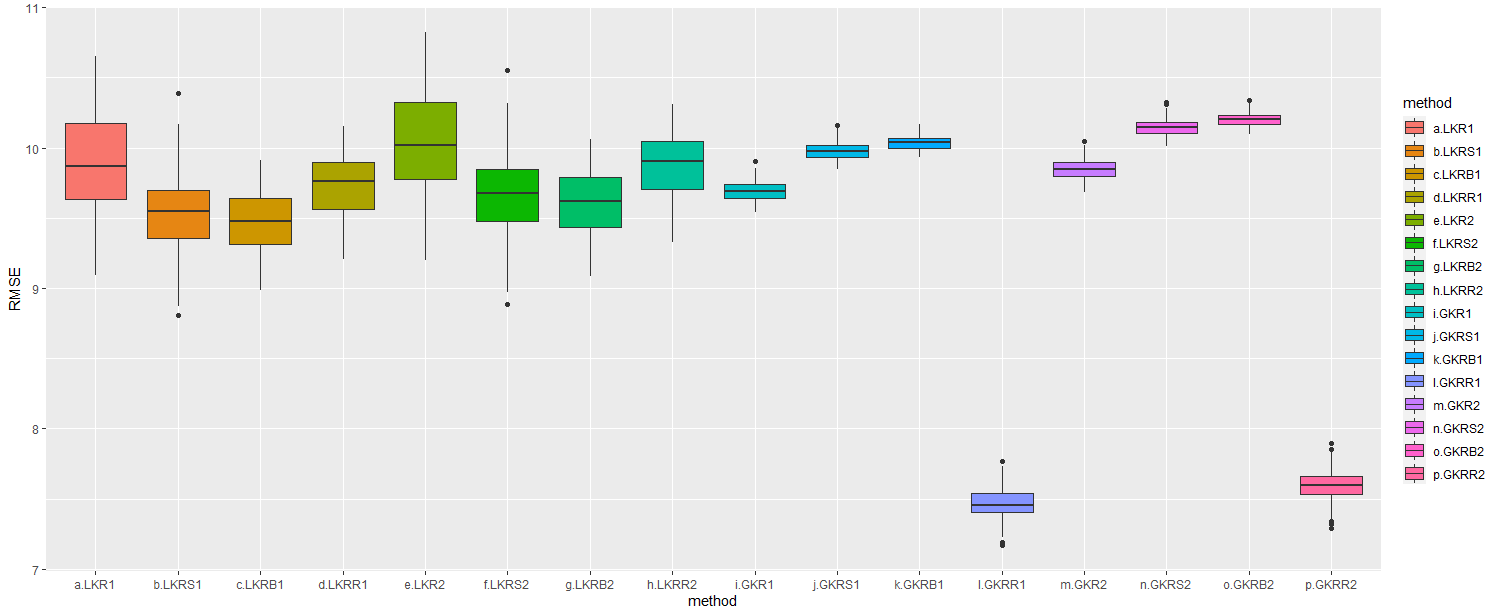 11
10
9
8
7
RMSE
a.LKR1 b.LKRS1 c.LKRB1 d.LKRR1 e.LKR2 f.LKRS2 g.LKRB2 h.LKRR2 i.GKR1 j.GKRS1 k.GKRB1 l.GKRR1 m.GKR2 n.GKRS2 o.GKRB2 p.GKRR2
method
method
a.LKR1
b.LKRS1
c.LKRB1
d.LKRR1
e.LKR2
f.LKRS2
g.LKRB2
h.LKRR2
i.GKR1
j.GKRS1
k.GKRB1
l.GKRR1
m.GKR2
n.GKRS2
o.GKRB2
p.GKRR2